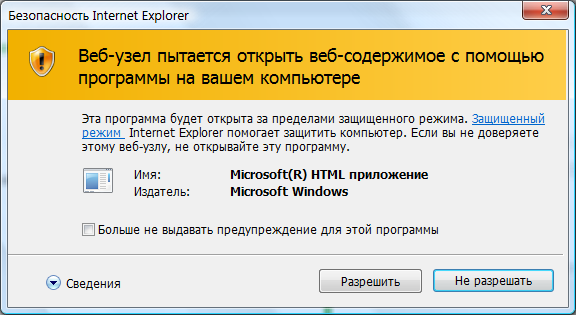 Безопасность Internet Explorer
Веб-узел пытается открыть веб-содержимое с помощью
программы на вашем компьютере
Эта программа будет открыта за пределами защищенного режима. Защищенный
режим Internet Explorer помогает защитить компьютер. Если вы не доверяете
этому веб-узлу, не открывайте эту программу.
Имя: Microsoft(R) HTML приложение
Издатель: Microsoft Windows
Больше не выдавать предупреждение для этой программы
Сведения Разрешить Не разрешать